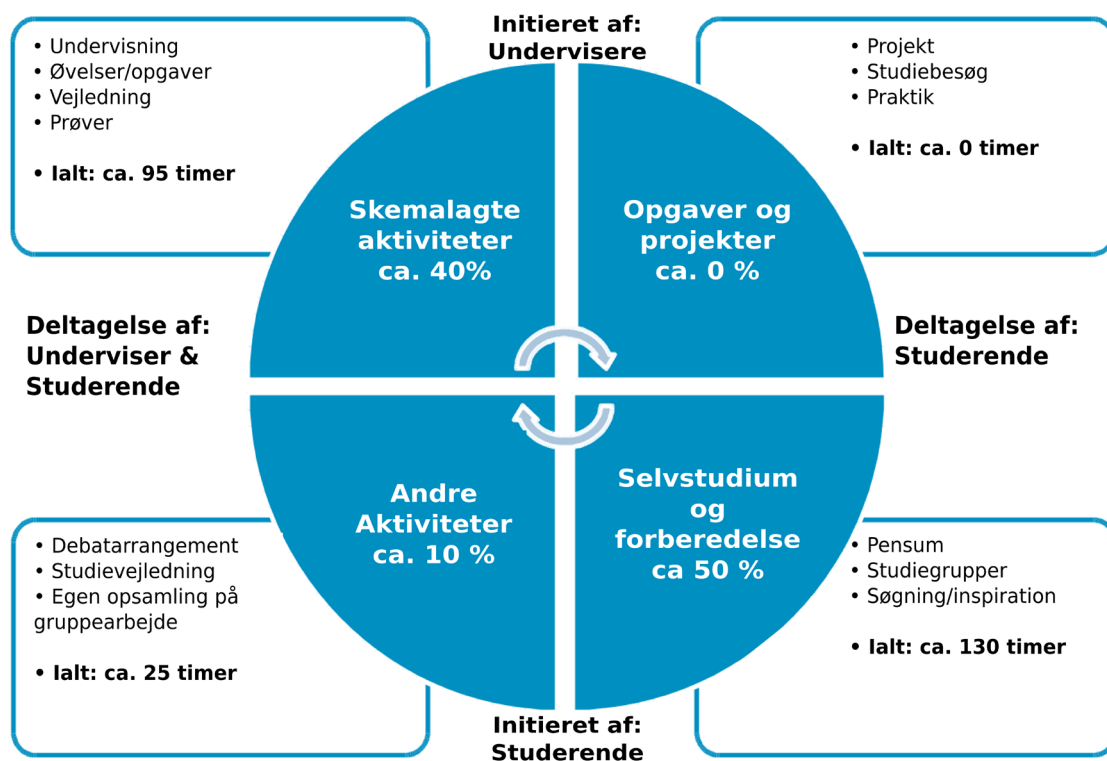 Initieret af:
Undervisere
• Undervisning
• Øvelser/opgaver
• Vejledning
• Prøver
• Ialt: ca. 95 timer
• Projekt
• Studiebesøg
• Praktik
• Ialt: ca. 0 timer
Skemalagte
aktiviteter
ca. 40%
Opgaver og
projekter
ca. 0 %
Deltagelse af:
Underviser &
Studerende
Deltagelse af:
Studerende
Andre
Aktiviteter
ca. 10 %
Selvstudium
og
forberedelse
ca 50 %
• Debatarrangement
• Studievejledning
• Egen opsamling på
gruppearbejde
• Ialt: ca. 25 timer
• Pensum
• Studiegrupper
• Søgning/inspiration
• Ialt: ca. 130 timer
Initieret af:
Studerende